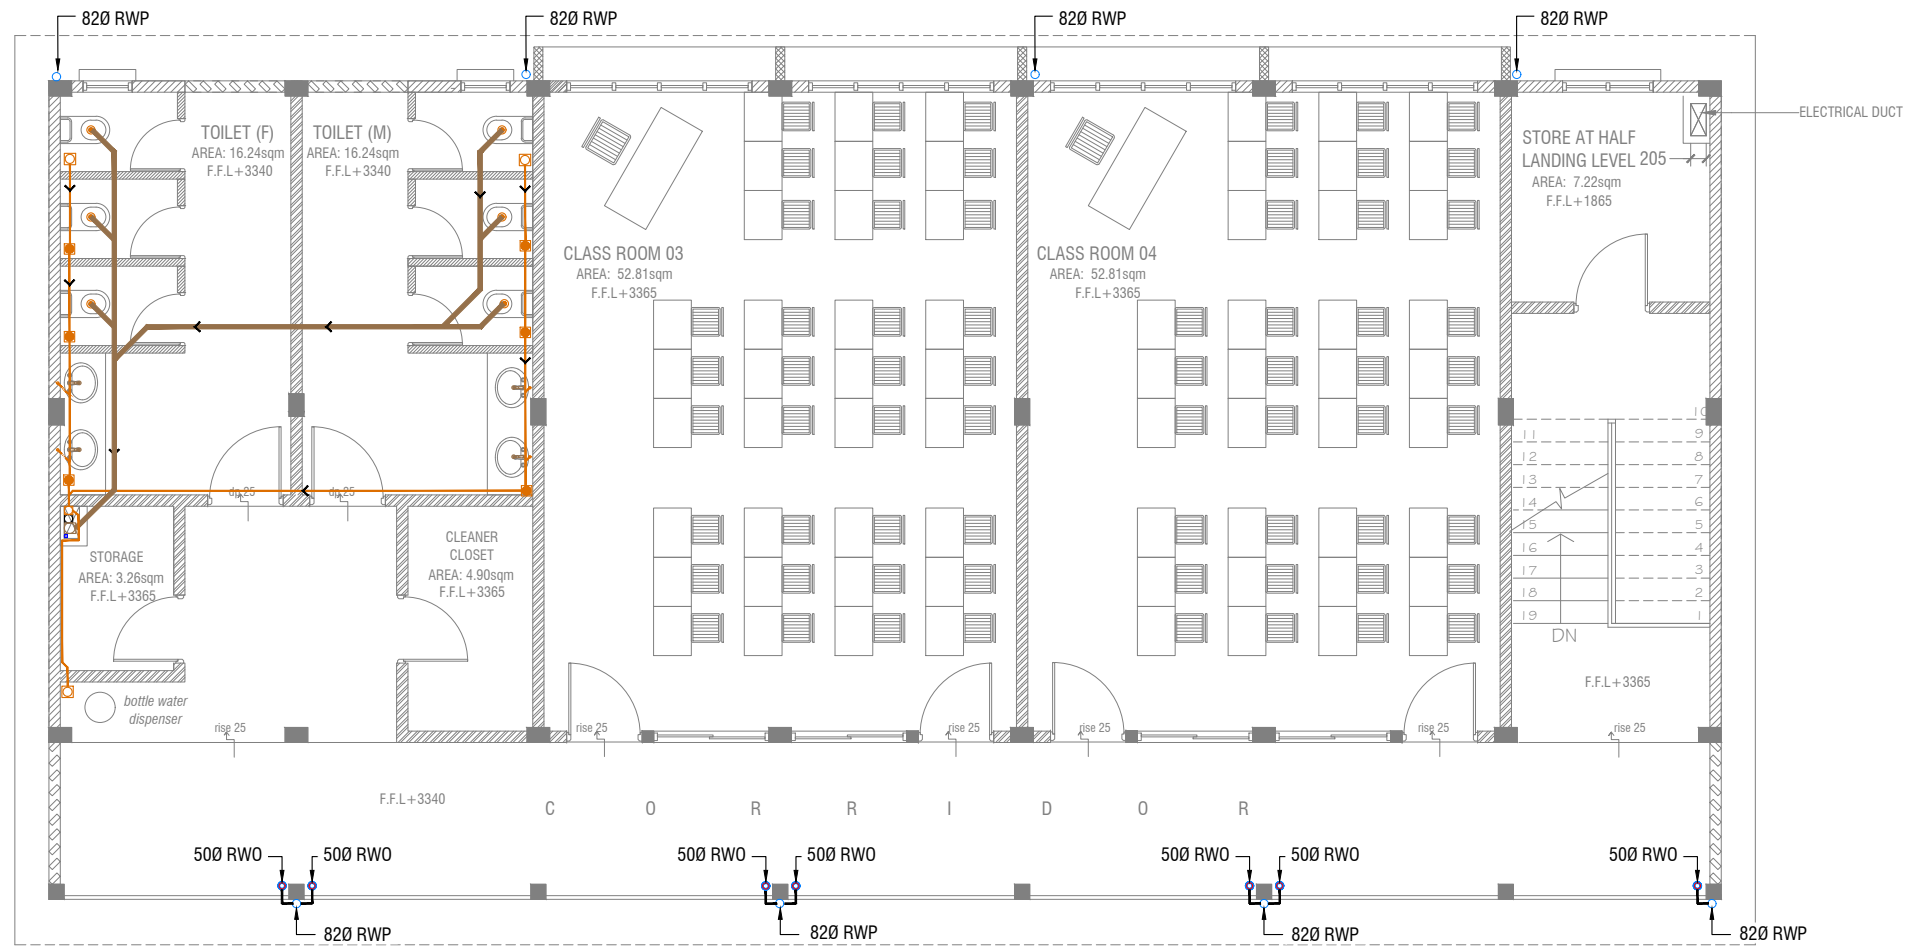 82Ø RWP
82Ø RWP
82Ø RWP
82Ø RWP
ELECTRICAL DUCT
TOILET (F)
AREA: 16.24sqm
F.F.L+3340
TOILET (M)
AREA: 16.24sqm
F.F.L+3340
STORE AT HALF
LANDING LEVEL
AREA: 7.22sqm
F.F.L+1865
205
CLASS ROOM 03
AREA: 52.81sqm
F.F.L+3365
CLASS ROOM 04
AREA: 52.81sqm
F.F.L+3365
10
11
9
12
8
13
7
14
6
15
5
16
4
17
3
18
2
19
1
DN
dp 25
dp 25
STORAGE
AREA: 3.26sqm
F.F.L+3365
CLEANER
CLOSET
AREA: 4.90sqm
F.F.L+3365
F.F.L+3365
bottle water
dispenser
rise 25
rise 25
rise 25
rise 25
rise 25
rise 25
F.F.L+3340
C O R R I D O R
50Ø RWO
50Ø RWO
50Ø RWO
50Ø RWO
50Ø RWO
50Ø RWO
50Ø RWO
82Ø RWP
82Ø RWP
82Ø RWP
82Ø RWP